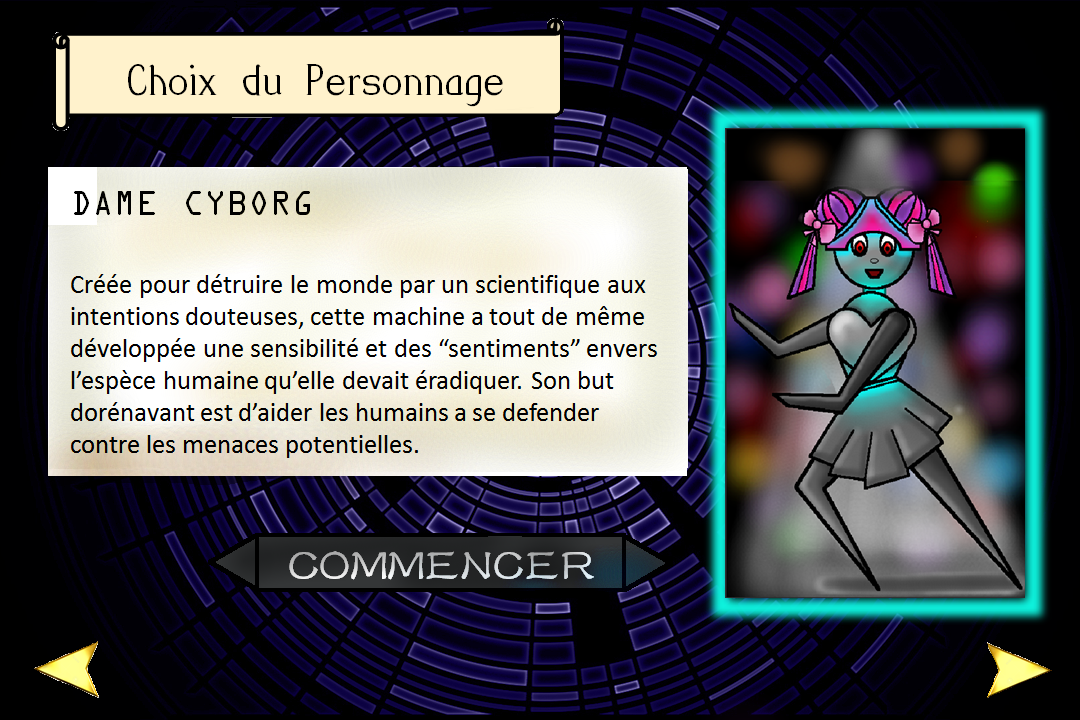 Choix du Personnage
DAME CYBORG
Créée pour détruire le monde par un scientifique aux
intentions douteuses, cette machine a tout de même
développée une sensibilité et des “sentiments” envers
l’espèce humaine qu’elle devait éradiquer. Son but
dorénavant est d’aider les humains a se defender
contre les menaces potentielles.
COMMENCER